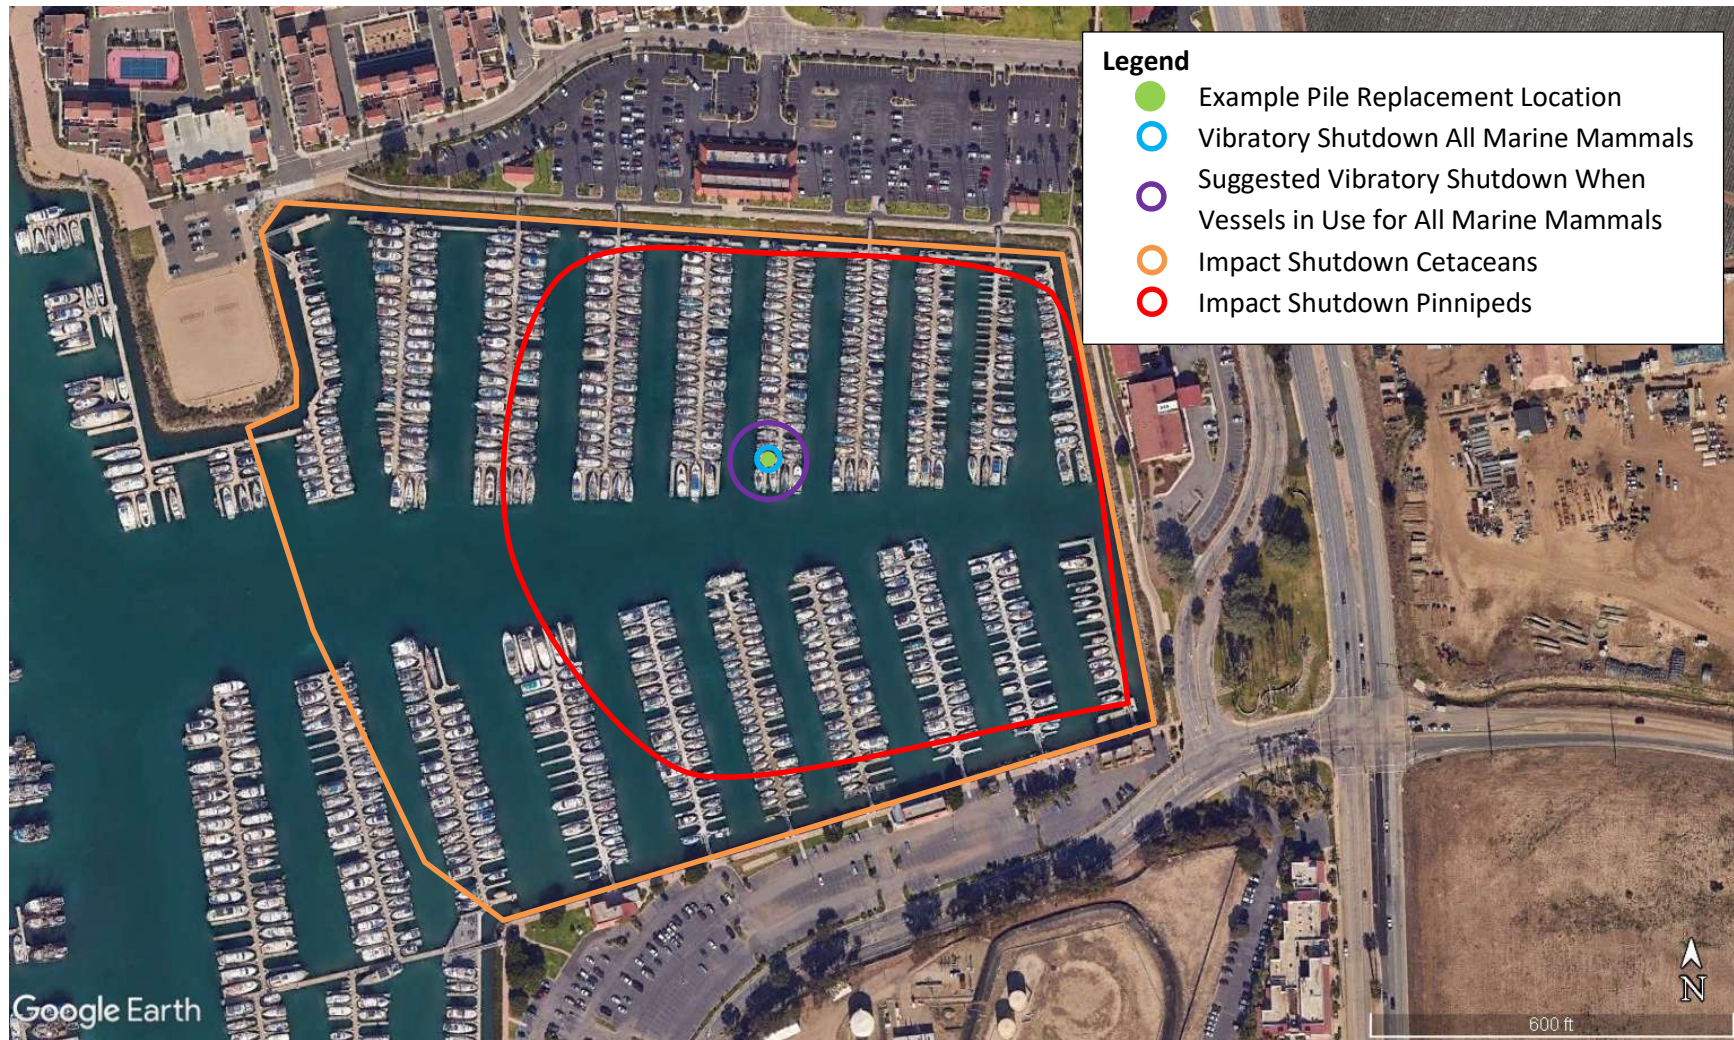 Legend
Example Pile Replacement Location
Vibratory Shutdown All Marine Mammals
Suggested Vibratory Shutdown When
Vessels in Use for All Marine Mammals
Impact Shutdown Cetaceans
Impact Shutdown Pinnipeds
N
Google Earth
600 ft